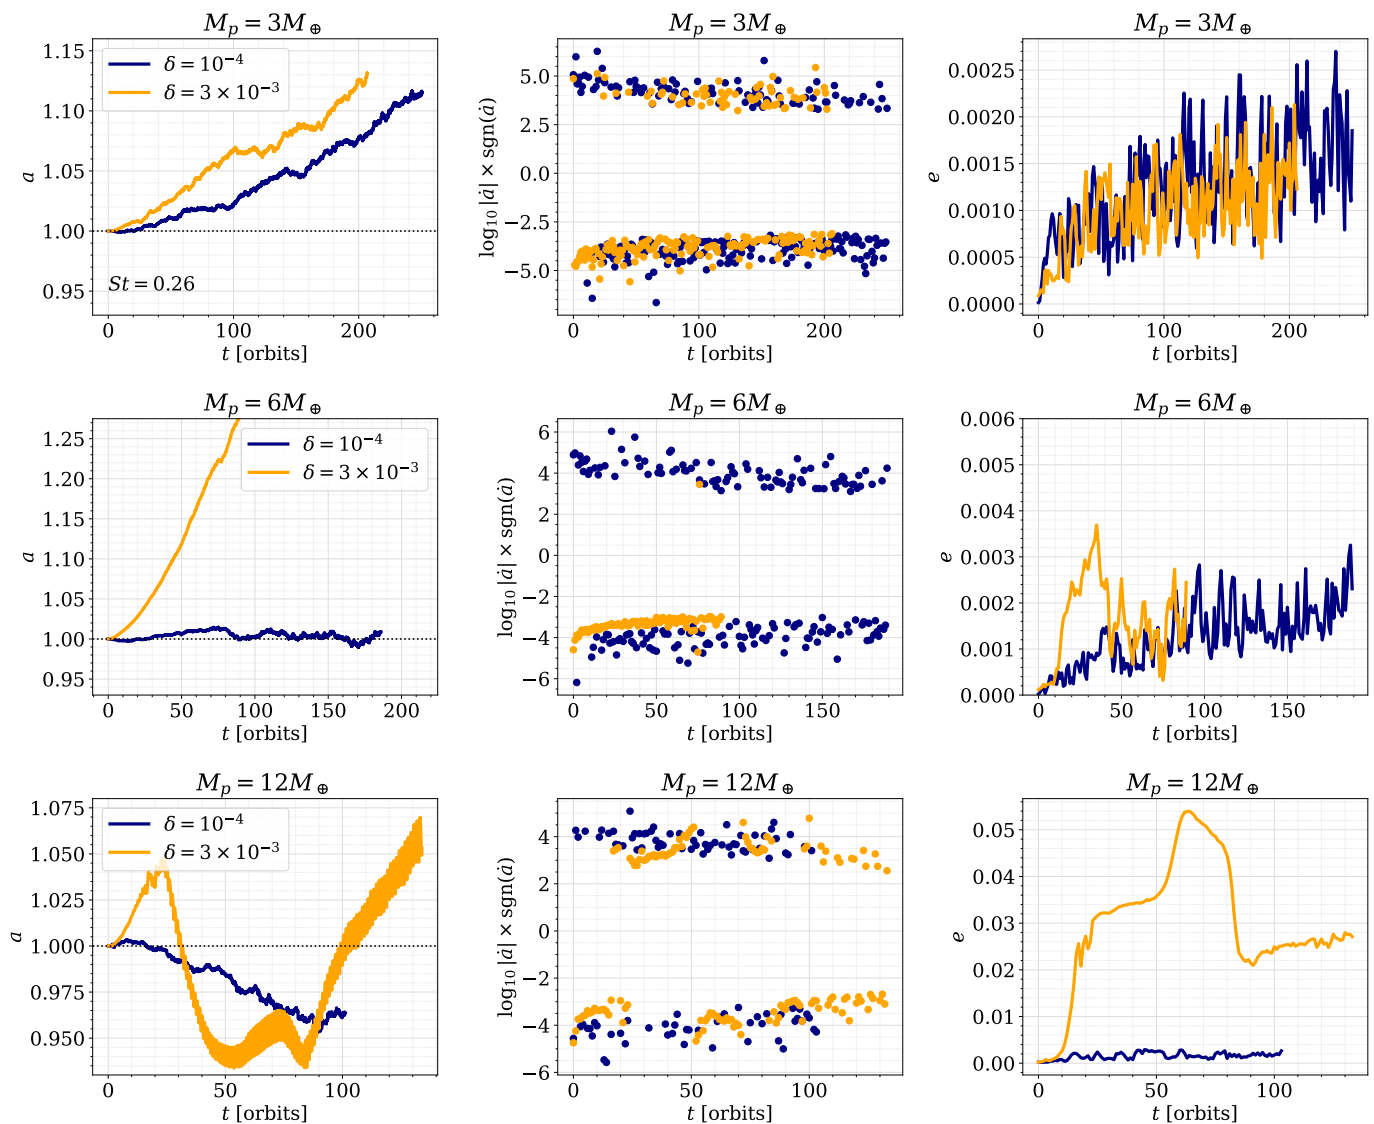 M_p = 3M_⊕
1.15
1.10
1.05
1.00
0.95
a
δ = 10^{-4}
δ = 3 × 10^{-3}
St = 0.26
0 100 200
t [orbits]
M_p = 3M_⊕
5.0
2.5
0.0
−2.5
−5.0
log_{10} |ȧ| × sgn(ȧ)
0 100 200
t [orbits]
M_p = 3M_⊕
0.0025
0.0020
0.0015
0.0010
0.0005
0.0000
e
0 100 200
t [orbits]
M_p = 6M_⊕
1.25
1.20
1.15
1.10
1.05
1.00
0.95
a
δ = 10^{-4}
δ = 3 × 10^{-3}
0 50 100 150 200
t [orbits]
M_p = 6M_⊕
6
4
2
0
−2
−4
−6
log_{10} |ȧ| × sgn(ȧ)
0 50 100 150
t [orbits]
M_p = 6M_⊕
0.006
0.005
0.004
0.003
0.002
0.001
0.000
e
0 50 100 150
t [orbits]
M_p = 12M_⊕
1.075
1.050
1.025
1.000
0.975
0.950
a
δ = 10^{-4}
δ = 3 × 10^{-3}
0 50 100
t [orbits]
M_p = 12M_⊕
4
2
0
−2
−4
−6
log_{10} |ȧ| × sgn(ȧ)
0 50 100
t [orbits]
M_p = 12M_⊕
0.05
0.04
0.03
0.02
0.01
0.00
e
0 50 100
t [orbits]